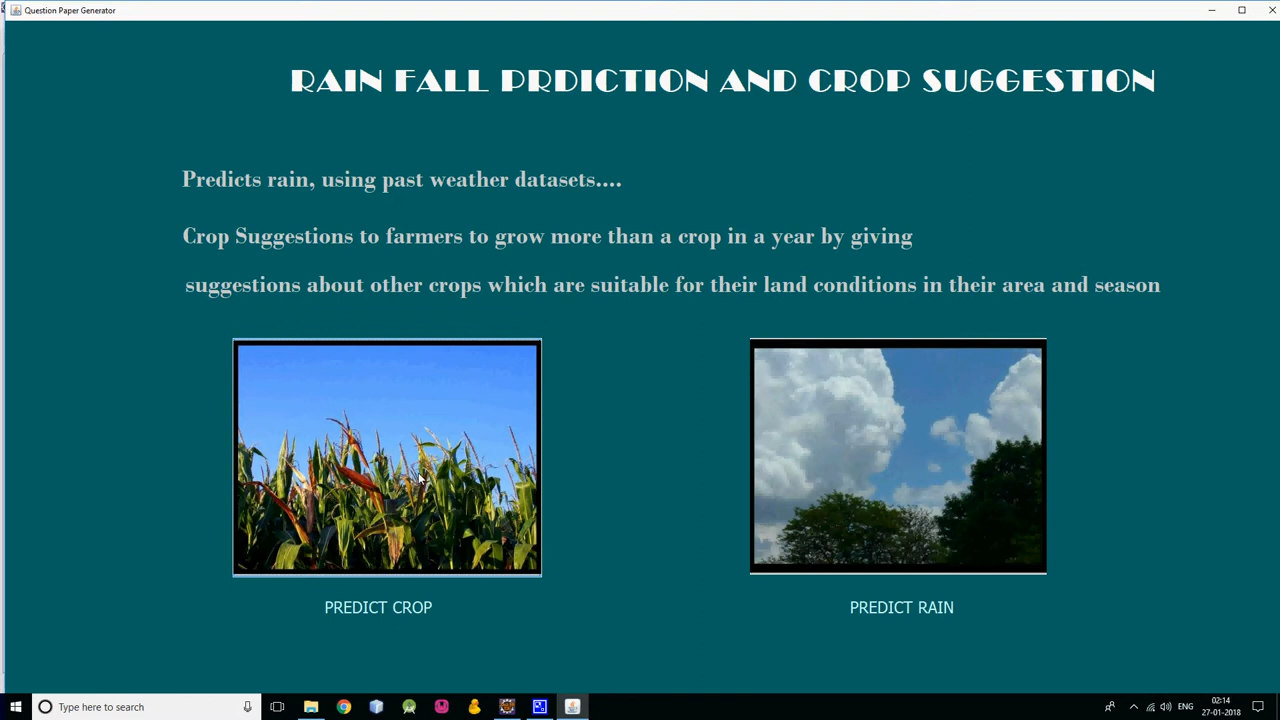 Question Paper Generator
RAIN FALL PRDICTION AND CROP SUGGESTION
Predicts rain, using past weather datasets....
Crop Suggestions to farmers to grow more than a crop in a year by giving
suggestions about other crops which are suitable for their land conditions in their area and season
PREDICT CROP
PREDICT RAIN
Type here to search
ENG
02:14
27-01-2018